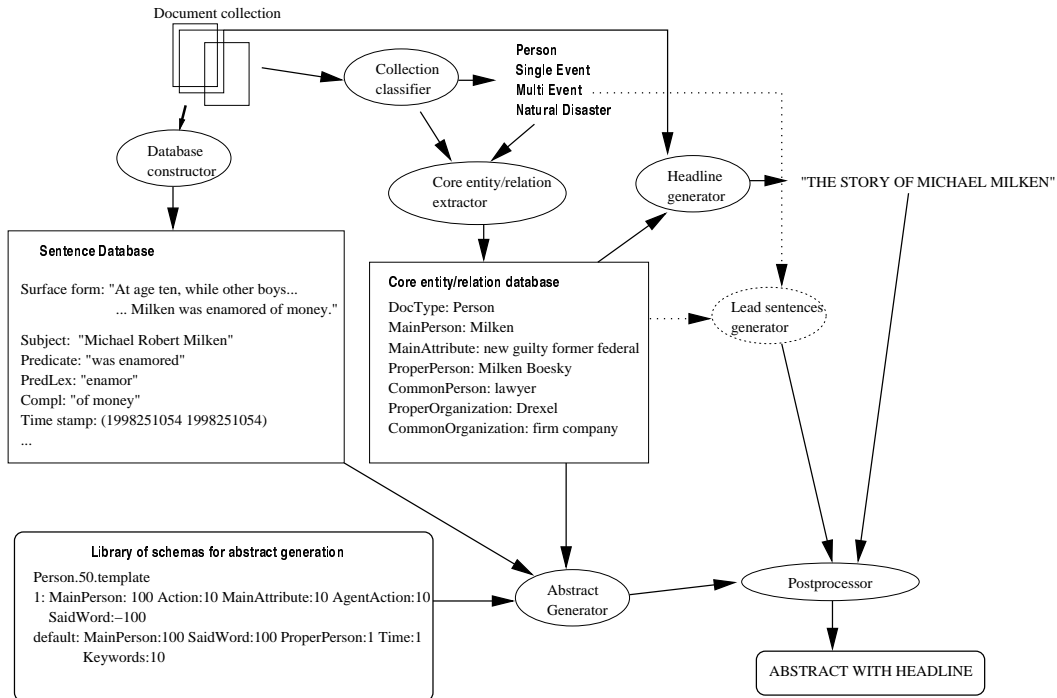 Document collection
Collection
classifier
Person
Single Event
Multi Event
Natural Disaster
Database
constructor
Core entity/relation
extractor
Headline
generator
"THE STORY OF MICHAEL MILKEN"
Sentence Database
Surface form: "At age ten, while other boys...
... Milken was enamored of money."
Subject: "Michael Robert Milken"
Predicate: "was enamored"
PredLex: "enamor"
Compl: "of money"
Time stamp: (1998251054 1998251054)
...
Core entity/relation database
DocType: Person
MainPerson: Milken
MainAttribute: new guilty former federal
ProperPerson: Milken Boesky
CommonPerson: lawyer
ProperOrganization: Drexel
CommonOrganization: firm company
Lead sentences
generator
Library of schemas for abstract generation
Person.50.template
1: MainPerson: 100 Action:10 MainAttribute:10 AgentAction:10
SaidWord:−100
default: MainPerson:100 SaidWord:100 ProperPerson:1 Time:1
Keywords:10
Abstract
Generator
Postprocessor
ABSTRACT WITH HEADLINE